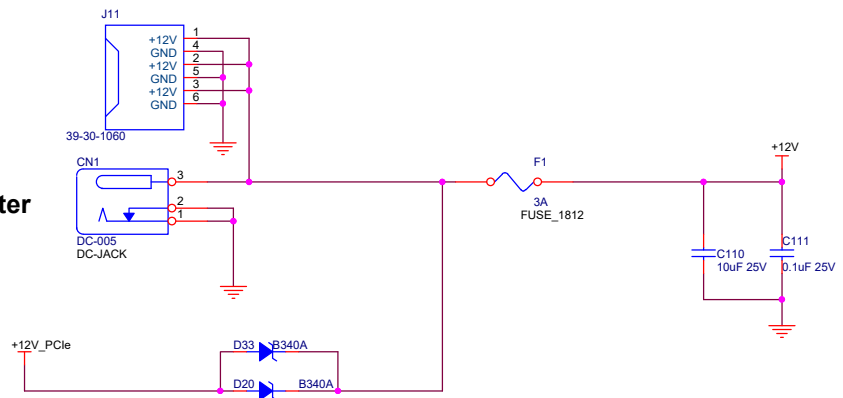 J11
+12V 1
GND 4
+12V 2
GND 5
+12V 3
GND 6
39-30-1060
CN1
3
2
1
DC-005
DC-JACK
ter
F1
3A
FUSE_1812
+12V
C110
10uF 25V
C111
0.1uF 25V
+12V_PCIe
D33 B340A
D20 B340A